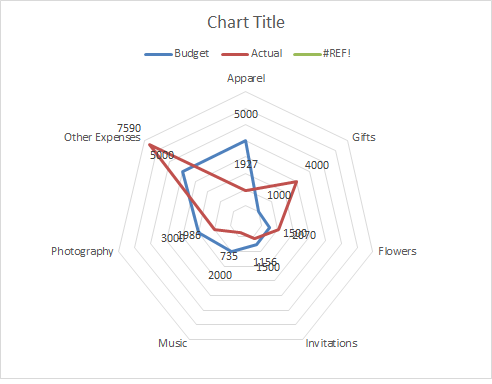 Chart Title
Budget Actual #REF!
Apparel
5000
7590
Other Expenses
Gifts
5000
1927
4000
1000
3000
1986
1500
2070
Photography
Flowers
735
1156
1500
2000
Music
Invitations